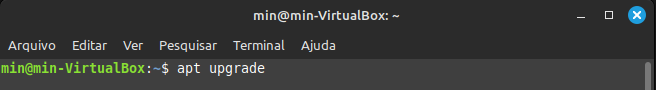 min@min-VirtualBox: ~
Arquivo Editar Ver Pesquisar Terminal Ajuda
min@min-VirtualBox:~$ apt upgrade